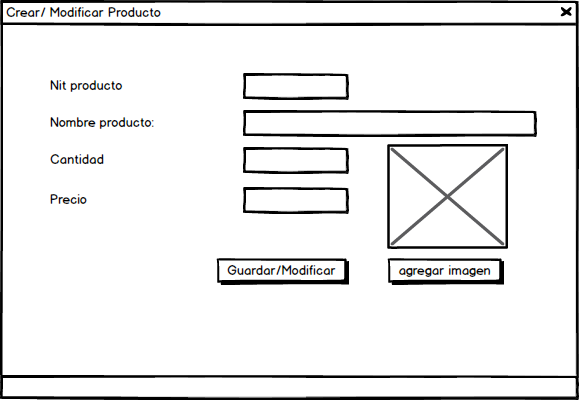 Crear/ Modificar Producto
Nit producto
Nombre producto:
Cantidad
Precio
Guardar/Modificar
agregar imagen